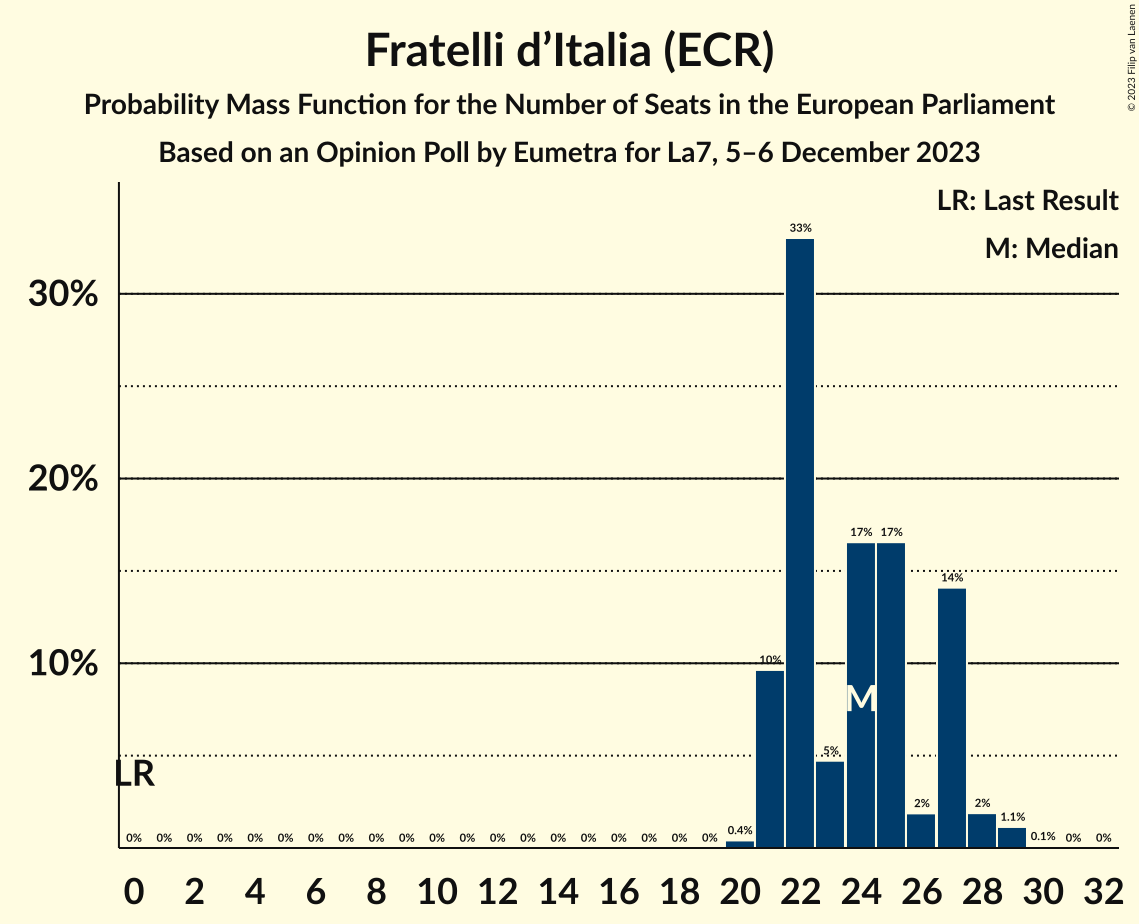 Fratelli d’Italia (ECR)
Probability Mass Function for the Number of Seats in the European Parliament
Based on an Opinion Poll by Eumetra for La7, 5–6 December 2023
© 2023 Filip van Laenen
LR: Last Result
M: Median
30%
20%
10%
33%
17% 17%
14%
10%
M
5%
LR
0% 0% 0% 0% 0% 0% 0% 0% 0% 0% 0% 0% 0% 0% 0% 0% 0% 0% 0% 0% 0.4% 2% 2% 1.1% 0.1% 0% 0%
0 2 4 6 8 10 12 14 16 18 20 22 24 26 28 30 32